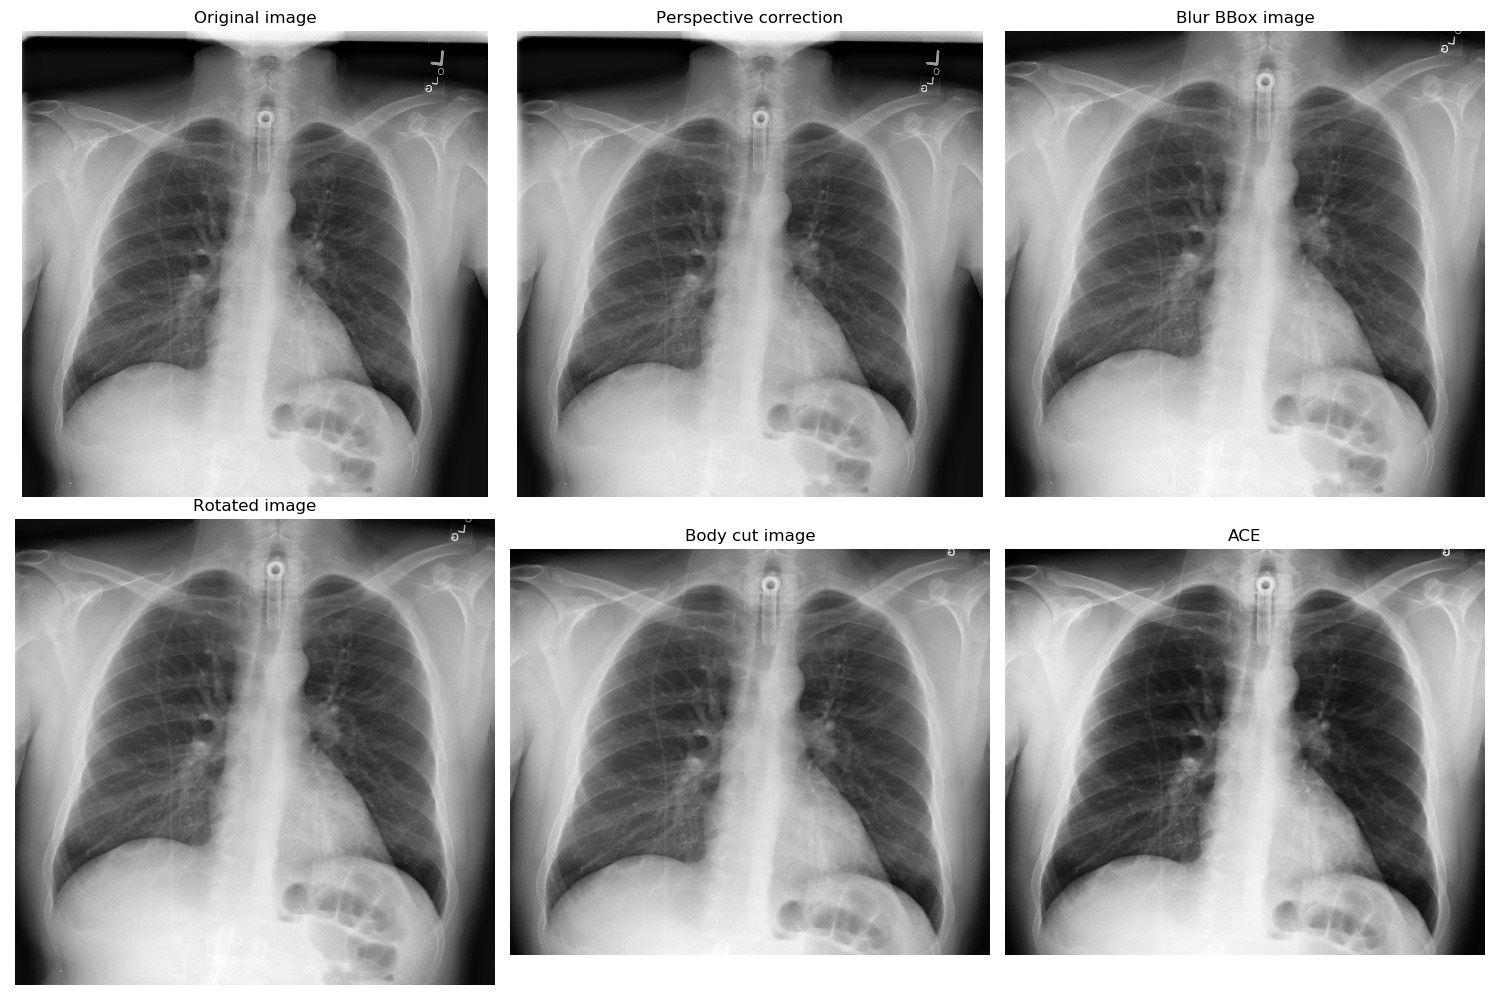 Original image
Perspective correction
Blur BBox image
Rotated image
Body cut image
ACE